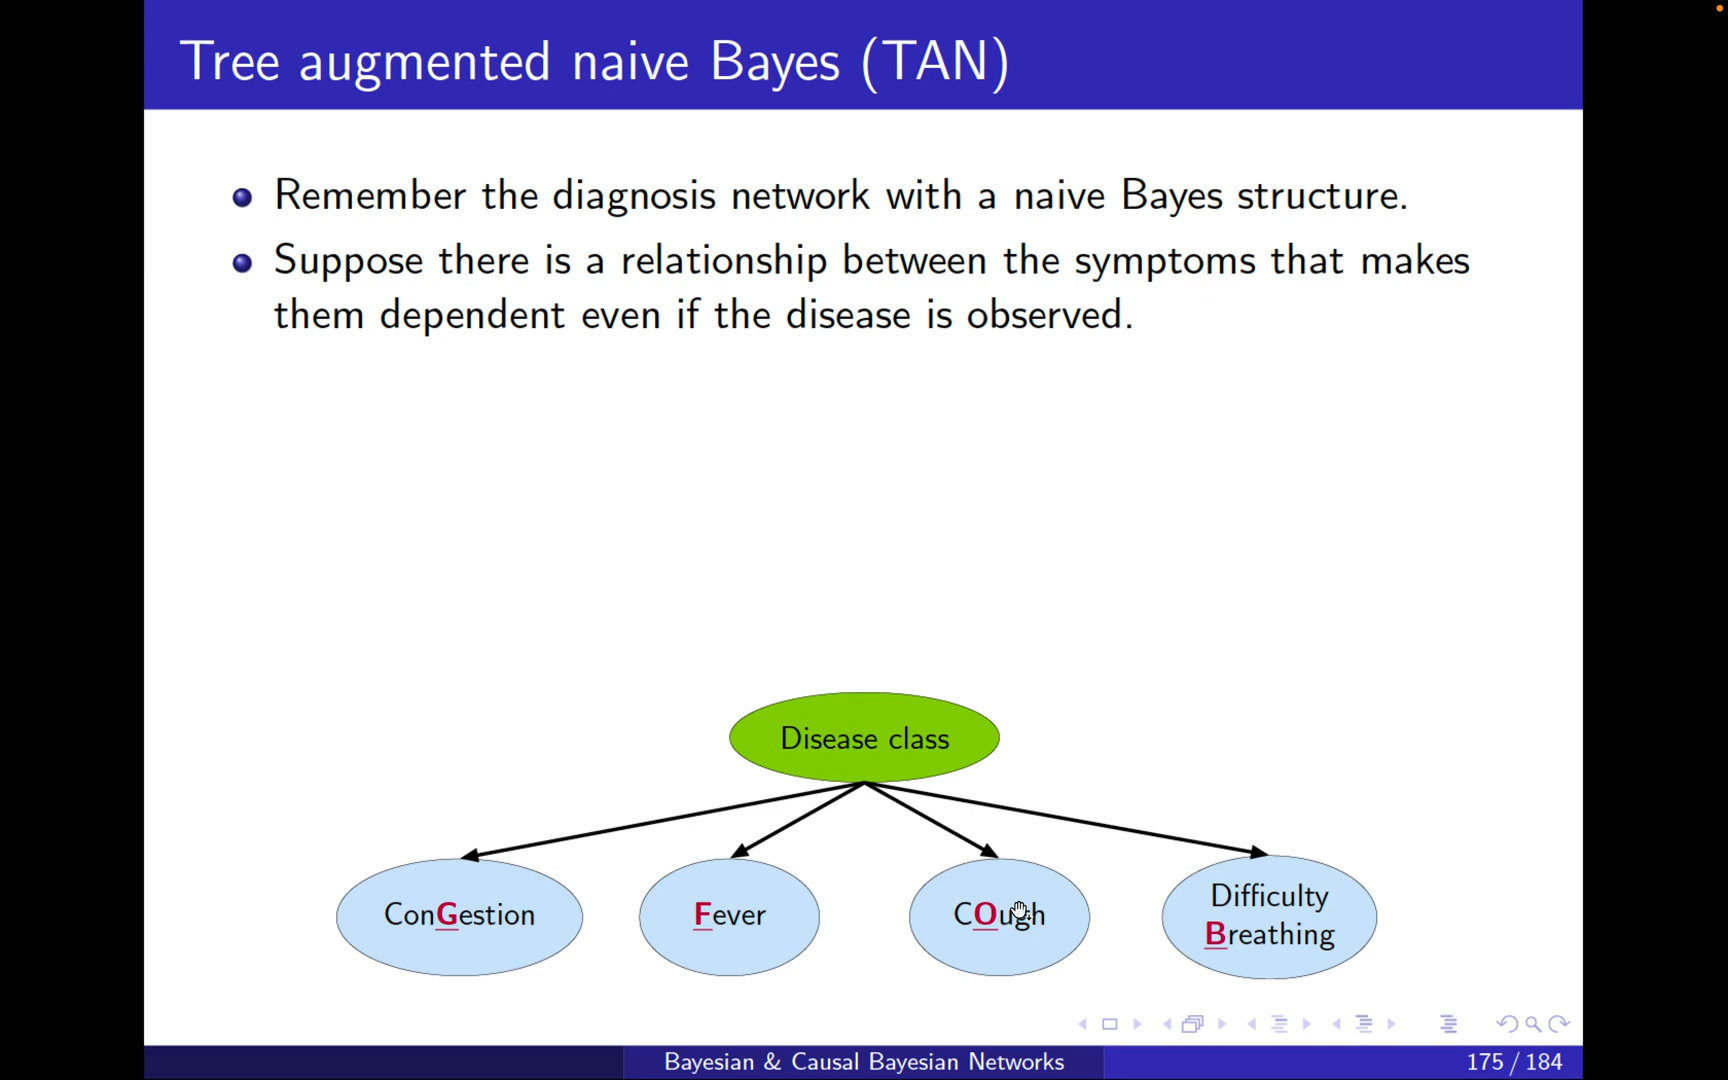 Tree augmented naive Bayes (TAN)
Remember the diagnosis network with a naive Bayes structure.
Suppose there is a relationship between the symptoms that makes
them dependent even if the disease is observed.
Disease class
ConGestion
Fever
COugh
Difficulty
Breathing
Bayesian & Causal Bayesian Networks
175 / 184